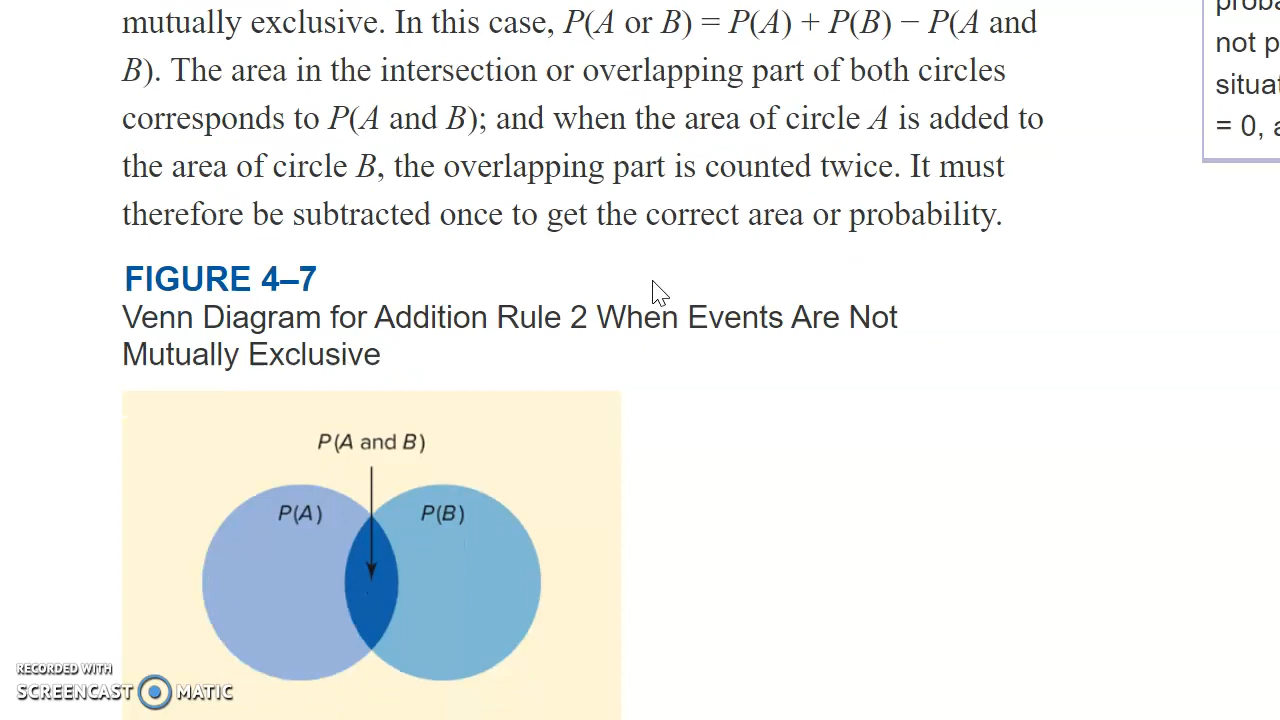 mutually exclusive. In this case, P(A or B) = P(A) + P(B) − P(A and
B). The area in the intersection or overlapping part of both circles
corresponds to P(A and B); and when the area of circle A is added to
the area of circle B, the overlapping part is counted twice. It must
therefore be subtracted once to get the correct area or probability.
FIGURE 4–7
Venn Diagram for Addition Rule 2 When Events Are Not
Mutually Exclusive
P(A and B)
P(A)
P(B)
not p
situat
= 0, a
RECORDED WITH
SCREENCAST MATIC